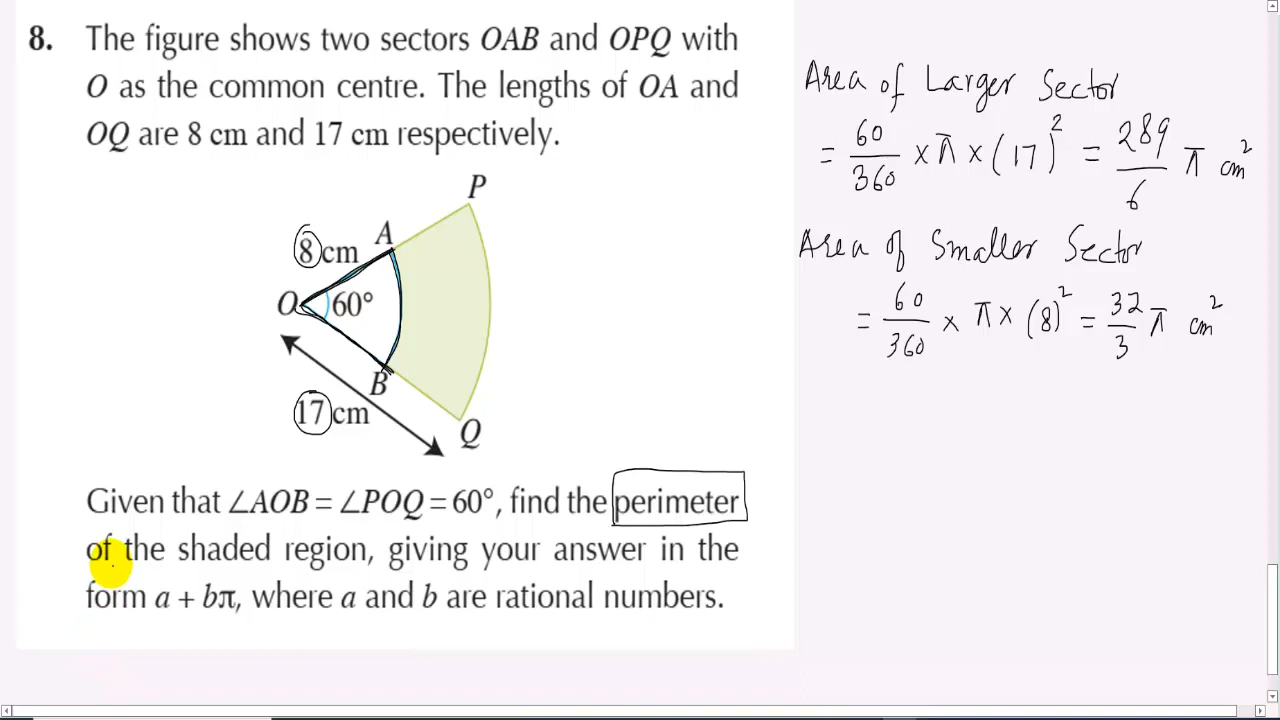 8. The figure shows two sectors OAB and OPQ with
O as the common centre. The lengths of OA and
OQ are 8 cm and 17 cm respectively.
P
A
8 cm
O 60°
B
17 cm
Q
Given that ∠AOB = ∠POQ = 60°, find the perimeter
of the shaded region, giving your answer in the
form a + bπ, where a and b are rational numbers.
Area of Larger Sector
= 60/360 × π × (17)² = 289/6 π cm²
Area of Smaller Sector
= 60/360 × π × (8)² = 32/3 π cm²